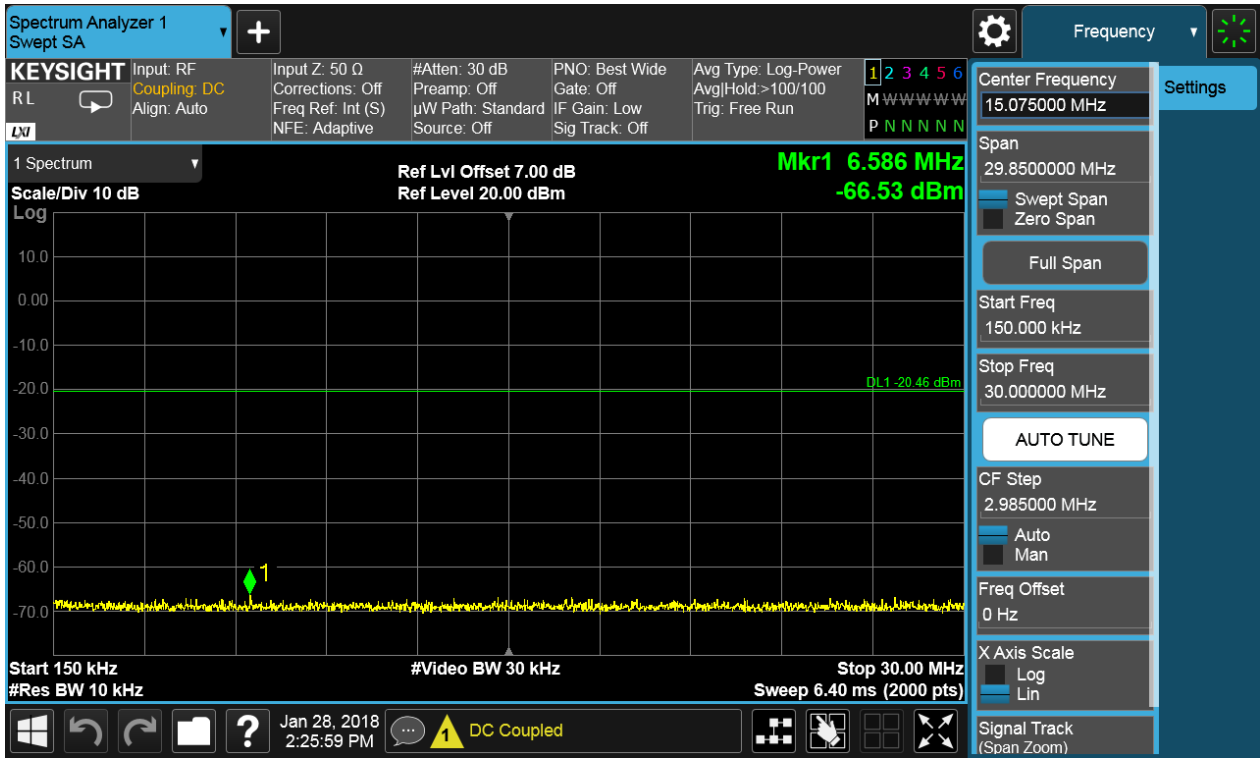 Spectrum Analyzer 1
Swept SA
+
Frequency
KEYSIGHT
R L
LXI
Input: RF
Coupling: DC
Align: Auto
Input Z: 50 Ω
Corrections: Off
Freq Ref: Int (S)
NFE: Adaptive
#Atten: 30 dB
Preamp: Off
µW Path: Standard
Source: Off
PNO: Best Wide
Gate: Off
IF Gain: Low
Sig Track: Off
Avg Type: Log-Power
Avg|Hold:>100/100
Trig: Free Run
1 2 3 4 5 6
M W W W W W
P N N N N N
1 Spectrum
Scale/Div 10 dB
Ref Lvl Offset 7.00 dB
Ref Level 20.00 dBm
Mkr1 6.586 MHz
-66.53 dBm
Log
10.0
0.00
-10.0
-20.0
-30.0
-40.0
-50.0
-60.0
-70.0
DL1 -20.46 dBm
1
Start 150 kHz
#Video BW 30 kHz
Stop 30.00 MHz
#Res BW 10 kHz
Sweep 6.40 ms (2000 pts)
Center Frequency
15.075000 MHz
Span
29.8500000 MHz
Swept Span
Zero Span
Full Span
Start Freq
150.000 kHz
Stop Freq
30.000000 MHz
AUTO TUNE
CF Step
2.985000 MHz
Auto
Man
Freq Offset
0 Hz
X Axis Scale
Log
Lin
Signal Track
(Span Zoom)
Settings
?
Jan 28, 2018
2:25:59 PM
1
DC Coupled